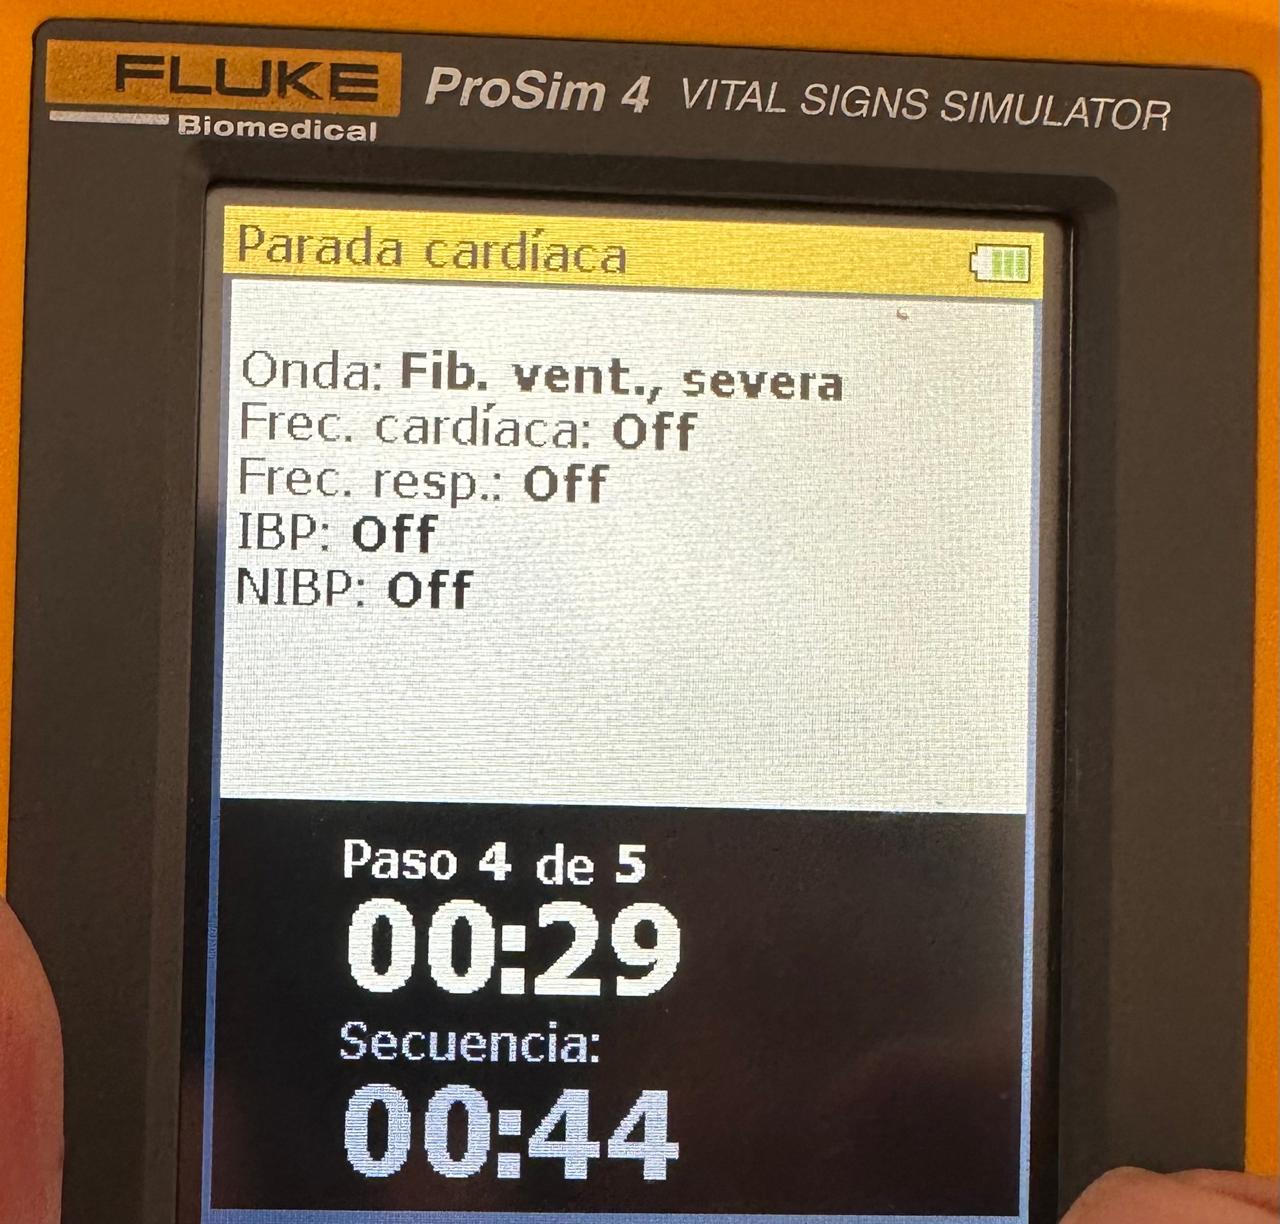 FLUKE
Biomedical
ProSim 4 VITAL SIGNS SIMULATOR
Parada cardíaca
Onda: Fib. vent., severa
Frec. cardíaca: Off
Frec. resp.: Off
IBP: Off
NIBP: Off
Paso 4 de 5
00:29
Secuencia:
00:44